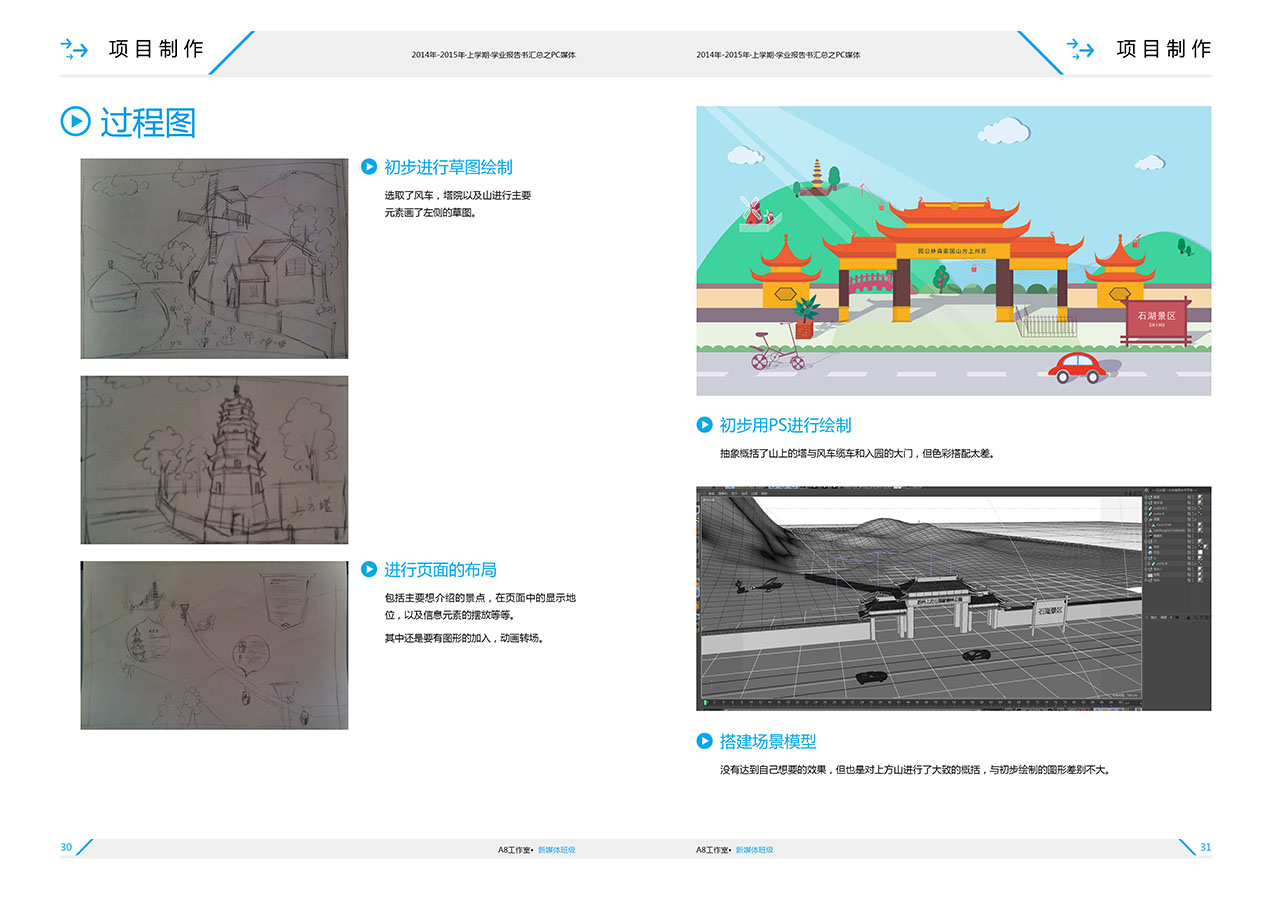 项目制作
2014年-2015年·上学期·学业报告书汇总之PC媒体
过程图
初步进行草图绘制
选取了风车，塔院以及山进行主要
元素画了左侧的草图。
上方塔
进行页面的布局
包括主要想介绍的景点，在页面中的显示地
位，以及信息元素的摆放等等。
其中还是要有图形的加入，动画转场。
30
A8工作室• 新媒体班级
2014年-2015年·上学期·学业报告书汇总之PC媒体
项目制作
园公林森家国山方上州苏
石湖景区
初步用PS进行绘制
抽象概括了山上的塔与风车缆车和入园的大门，但色彩搭配太差。
石湖景区
搭建场景模型
没有达到自己想要的效果，但也是对上方山进行了大致的概括，与初步绘制的图形差别不大。
A8工作室• 新媒体班级
31